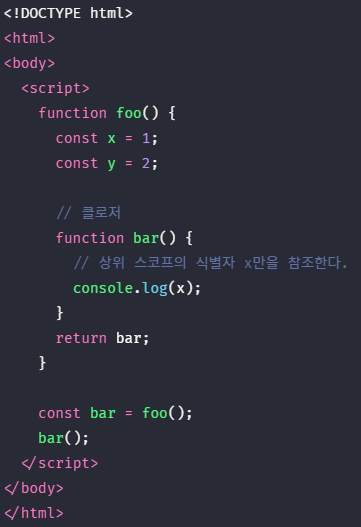 <!DOCTYPE html>
<html>
<body>
  <script>
    function foo() {
      const x = 1;
      const y = 2;

      // 클로저
      function bar() {
        // 상위 스코프의 식별자 x만을 참조한다.
        console.log(x);
      }
      return bar;
    }

    const bar = foo();
    bar();
  </script>
</body>
</html>